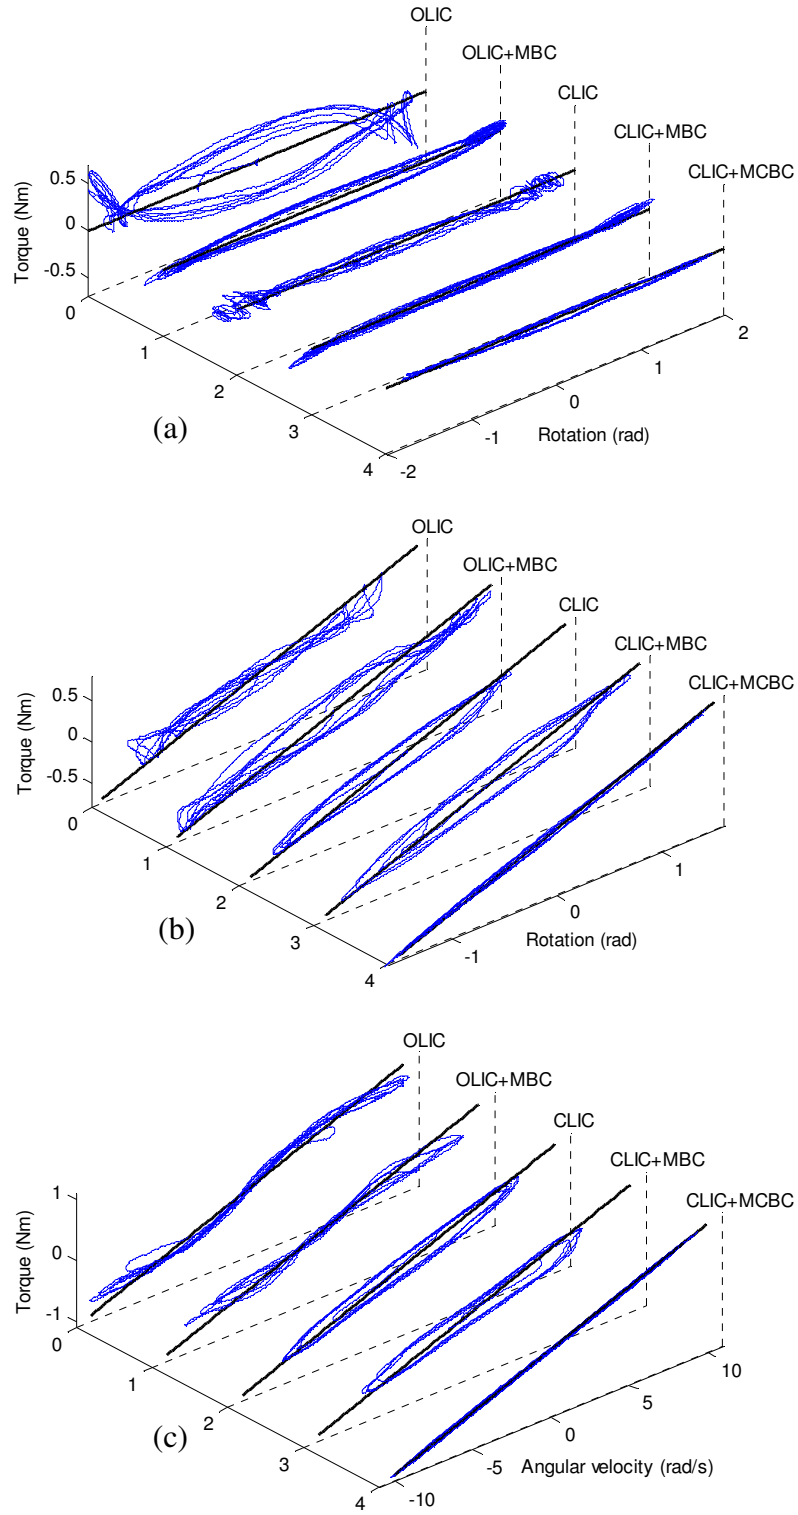 OLIC
OLIC+MBC
CLIC
CLIC+MBC
CLIC+MCBC
0.5
0
-0.5
Torque (Nm)
0
1
2
3
4
-2
-1
0
1
2
Rotation (rad)
(a)
OLIC
OLIC+MBC
CLIC
CLIC+MBC
CLIC+MCBC
0.5
0
-0.5
Torque (Nm)
0
1
2
3
4
-1
0
1
Rotation (rad)
(b)
OLIC
OLIC+MBC
CLIC
CLIC+MBC
CLIC+MCBC
1
0
-1
Torque (Nm)
0
1
2
3
4
-10
-5
0
5
10
Angular velocity (rad/s)
(c)